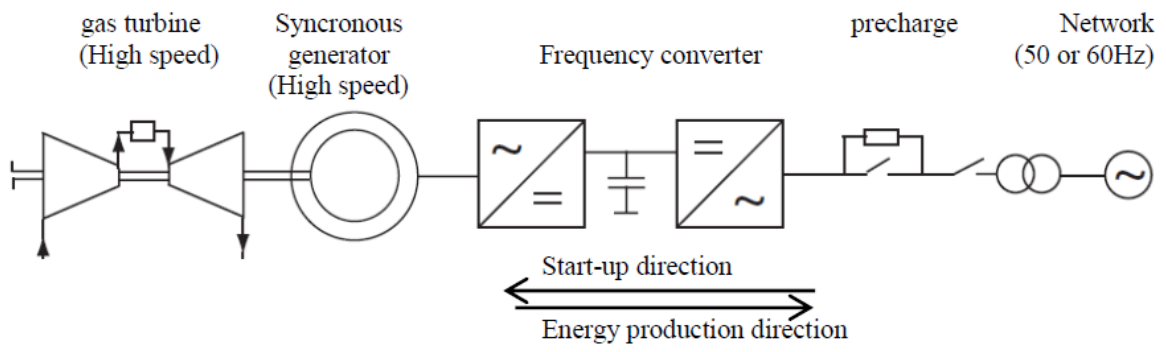 gas turbine
(High speed)
Syncronous
generator
(High speed)
Frequency converter
precharge
Network
(50 or 60Hz)
Start-up direction
Energy production direction